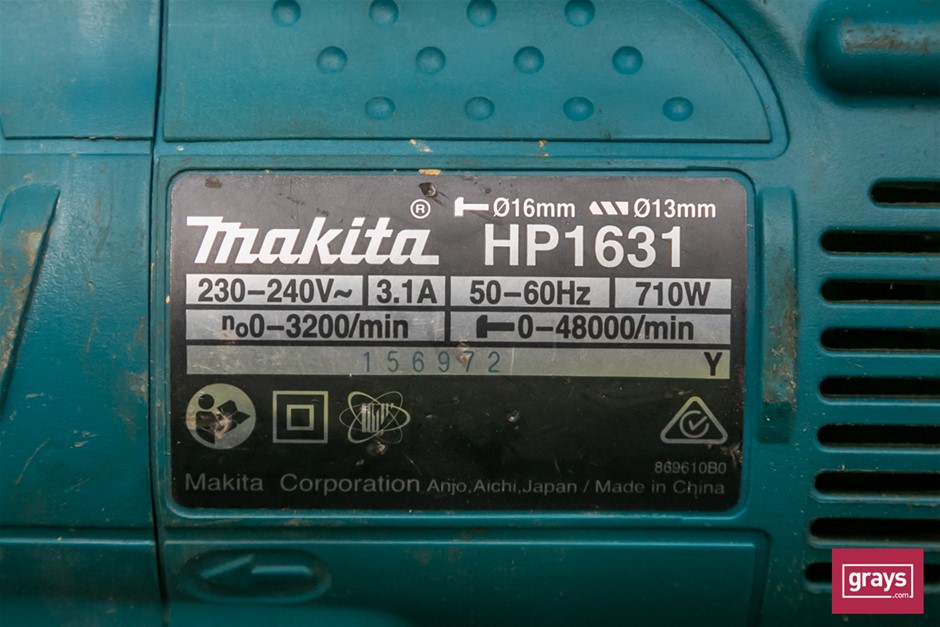 Makita® Ø16mm Ø13mm
HP1631
230-240V~ 3.1A 50-60Hz 710W
n₀0-3200/min 0-48000/min
156972 Y
869610B0
Makita Corporation Anjo,Aichi,Japan / Made in China
grays
.com